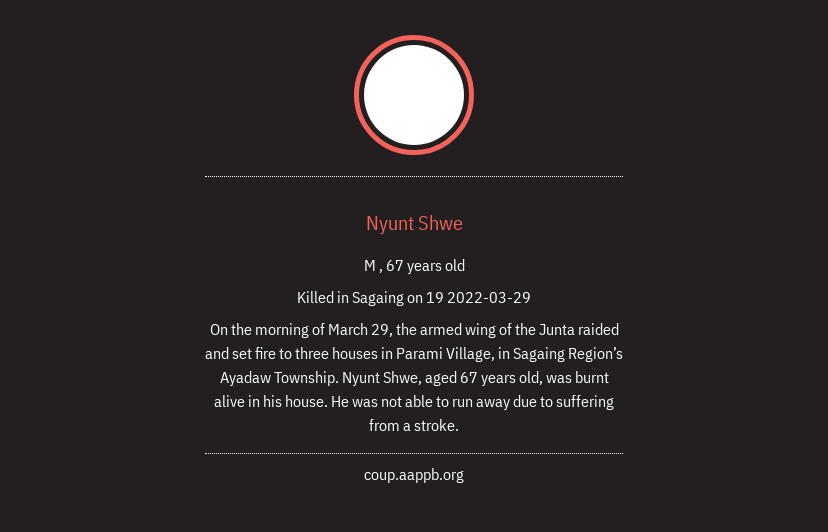 Nyunt Shwe
M , 67 years old
Killed in Sagaing on 19 2022-03-29
On the morning of March 29, the armed wing of the Junta raided
and set fire to three houses in Parami Village, in Sagaing Region’s
Ayadaw Township. Nyunt Shwe, aged 67 years old, was burnt
alive in his house. He was not able to run away due to suffering
from a stroke.
coup.aappb.org